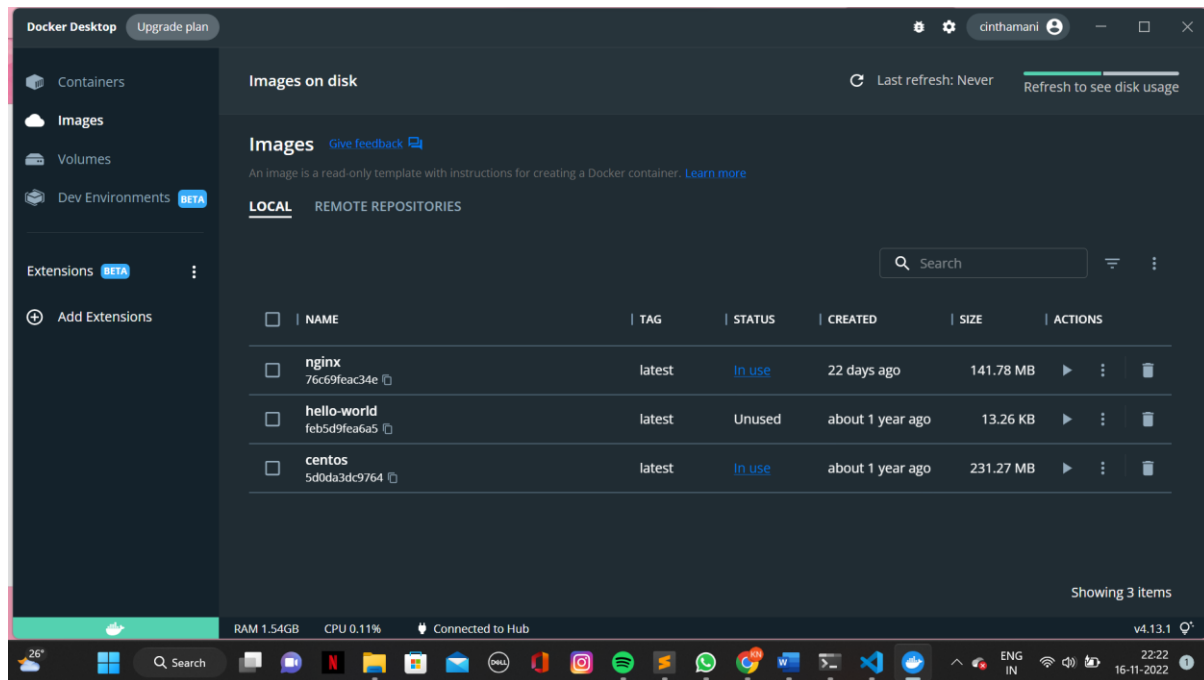 Docker Desktop Upgrade plan cinthamani
Containers
Images
Volumes
Dev Environments BETA
Extensions BETA
Add Extensions
Images on disk
Last refresh: Never
Refresh to see disk usage
Images Give feedback
An image is a read-only template with instructions for creating a Docker container. Learn more
LOCAL REMOTE REPOSITORIES
Search
NAME TAG STATUS CREATED SIZE ACTIONS
nginx
76c69feac34e latest In use 22 days ago 141.78 MB
hello-world
feb5d9fea6a5 latest Unused about 1 year ago 13.26 KB
centos
5d0da3dc9764 latest In use about 1 year ago 231.27 MB
Showing 3 items
RAM 1.54GB CPU 0.11% Connected to Hub v4.13.1
26°
Search
DELL
N
KN
W
S
ENG
IN
22:22
16-11-2022
1